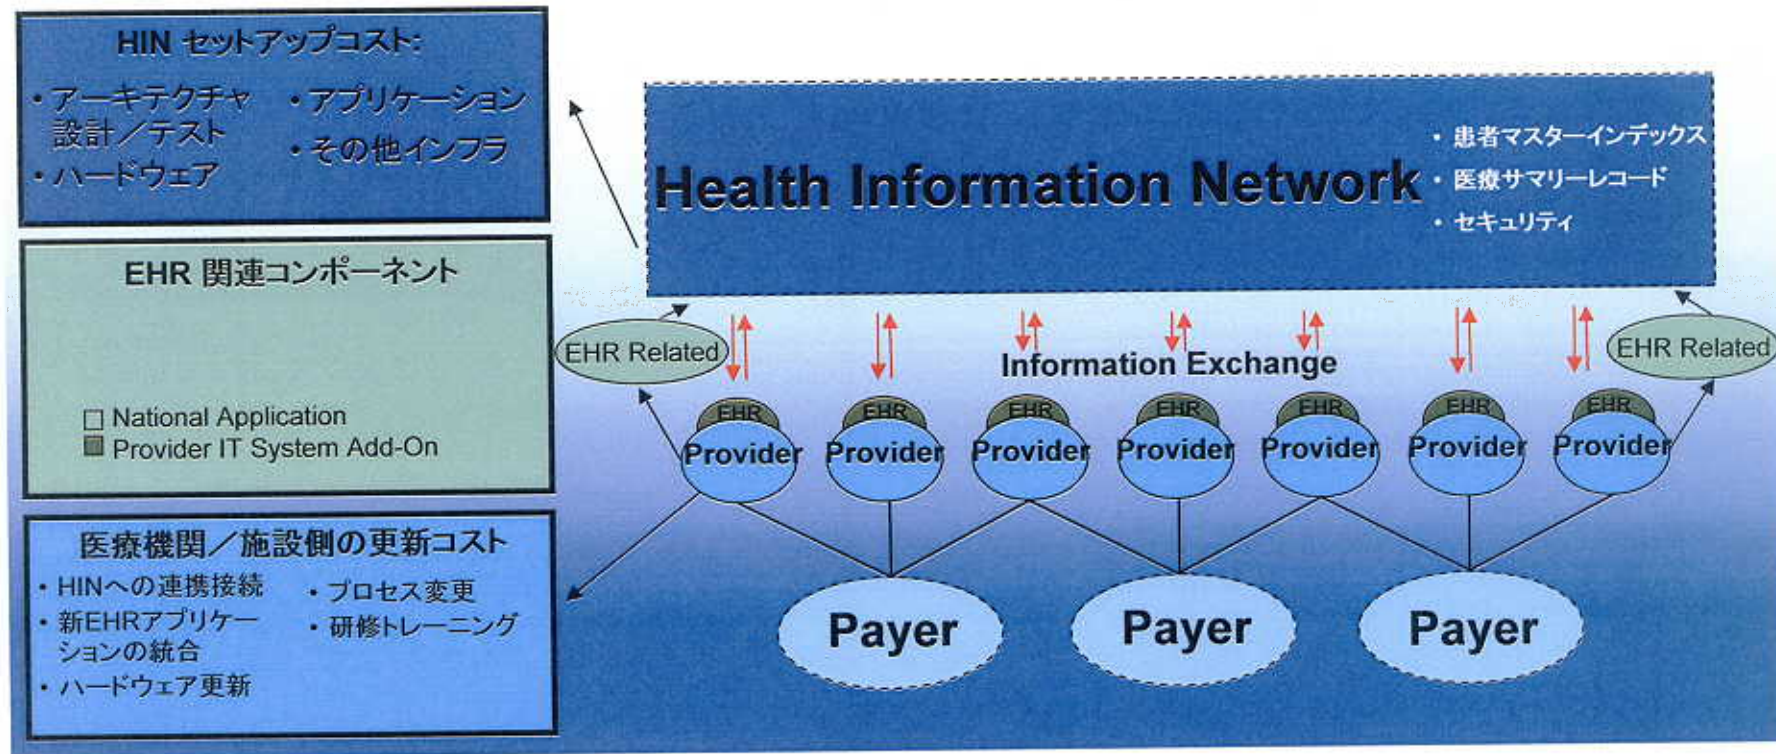 HIN セットアップコスト:
・アーキテクチャ
設計／テスト
・ハードウェア
・アプリケーション
・その他インフラ
EHR 関連コンポーネント
National Application
Provider IT System Add-On
医療機関／施設側の更新コスト
・HINへの連携接続
・新EHRアプリケー
ションの統合
・ハードウェア更新
・プロセス変更
・研修トレーニング
Health Information Network
・患者マスターインデックス
・医療サマリーレコード
・セキュリティ
EHR Related
EHR Related
Information Exchange
EHR
EHR
EHR
EHR
EHR
EHR
EHR
Provider
Provider
Provider
Provider
Provider
Provider
Provider
Payer
Payer
Payer